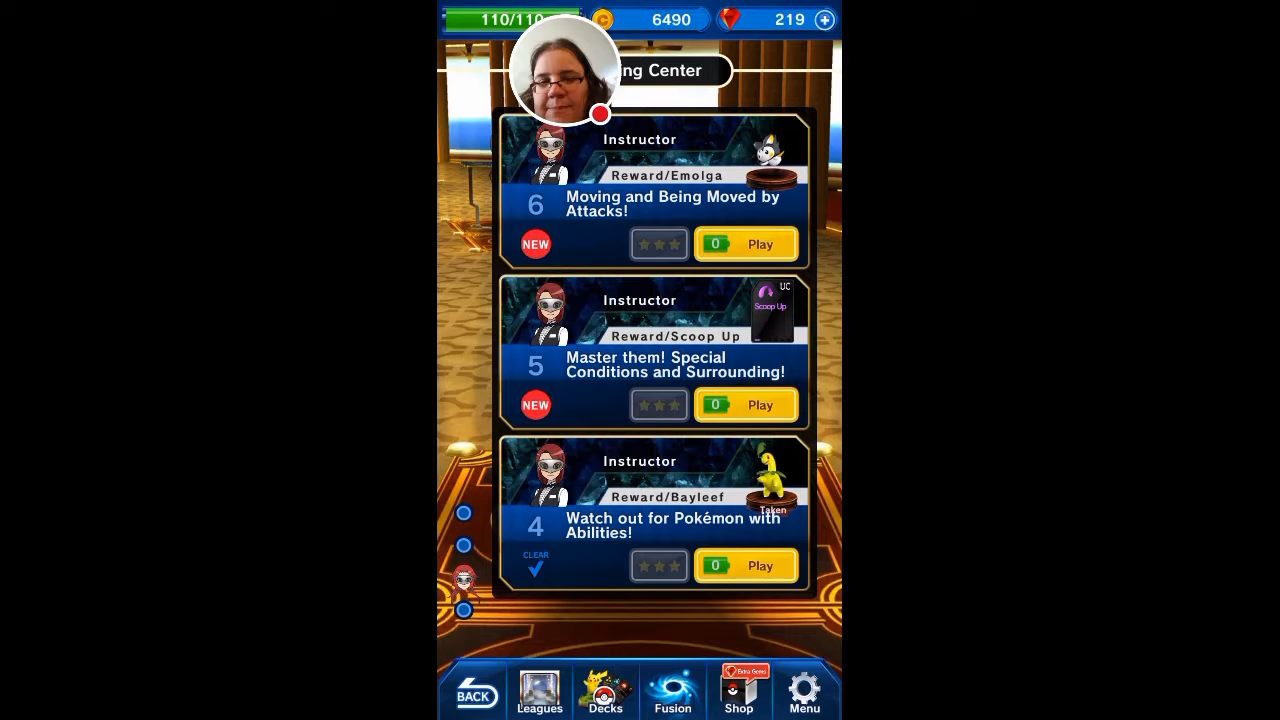 110/110
6490
219
ing Center
Instructor
Reward/Emolga
6
Moving and Being Moved by
Attacks!
NEW
0 Play
Instructor
UC
Scoop Up
Reward/Scoop Up
5
Master them! Special
Conditions and Surrounding!
NEW
0 Play
Instructor
Reward/Bayleef
Taken
4
Watch out for Pokémon with
Abilities!
CLEAR
0 Play
BACK
Leagues
Decks
Fusion
Extra Gems
Shop
Menu